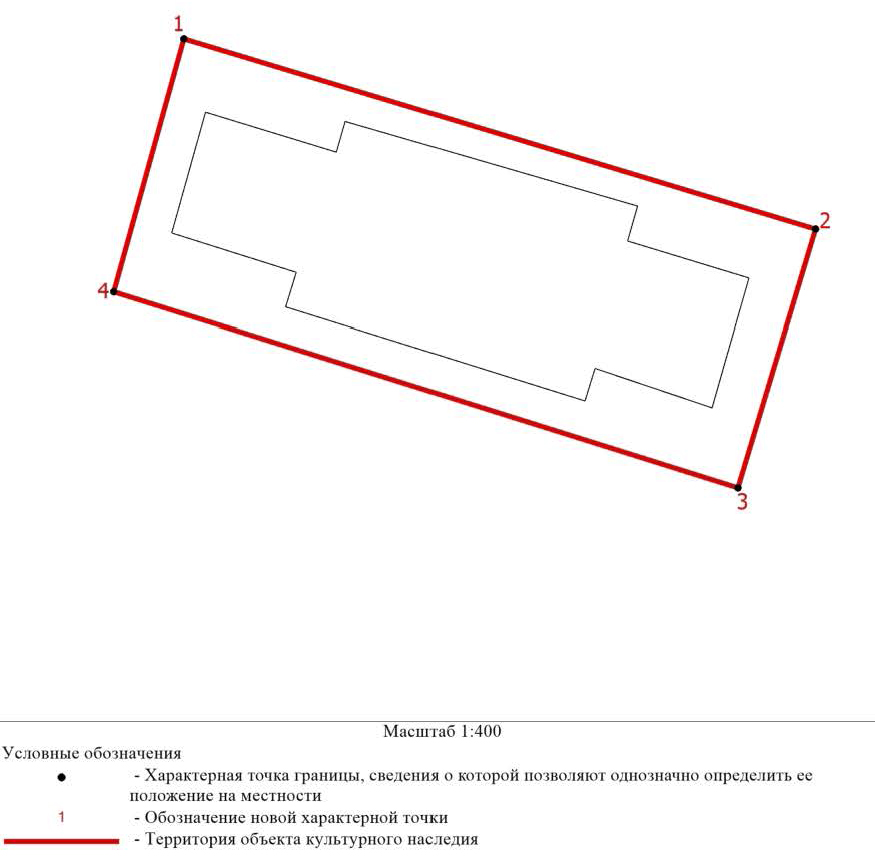 1
2
4
3
Масштаб 1:400
Условные обозначения
- Характерная точка границы, сведения о которой позволяют однозначно определить ее
положение на местности
1 - Обозначение новой характерной точки
- Территория объекта культурного наследия